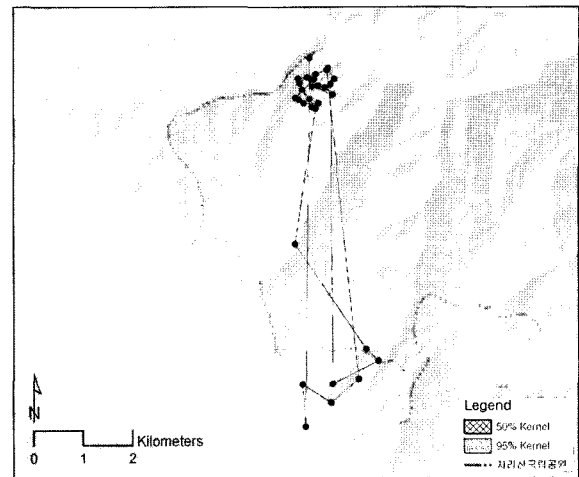 Legend
50% Kernel
95% Kernel
지리산국립공원
N
Kilometers
0 1 2